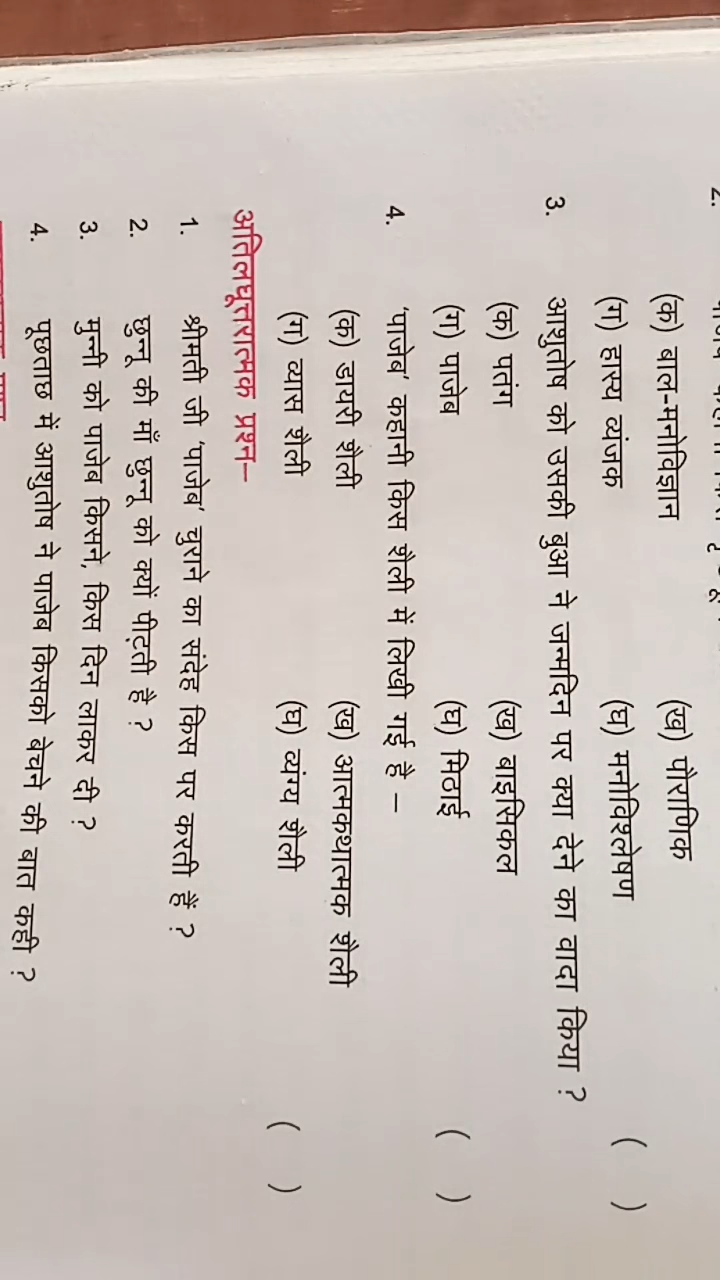 2.
(क) बाल-मनोविज्ञान (ख) पौराणिक
(ग) हास्य व्यंजक (घ) मनोविश्लेषण ( )
3. आशुतोष को उसकी बुआ ने जन्मदिन पर क्या देने का वादा किया ?
(क) पतंग (ख) बाइसिकल
(ग) पाजेब (घ) मिठाई ( )
4. 'पाजेब' कहानी किस शैली में लिखी गई है –
(क) डायरी शैली (ख) आत्मकथात्मक शैली
(ग) व्यास शैली (घ) व्यंग्य शैली ( )
अतिलघूत्तरात्मक प्रश्न–
1. श्रीमती जी 'पाजेब' चुराने का संदेह किस पर करती हैं ?
2. छुन्नू की माँ छुन्नू को क्यों पीटती है ?
3. मुन्नी को पाजेब किसने, किस दिन लाकर दी ?
4. पूछताछ में आशुतोष ने पाजेब किसको बेचने की बात कही ?